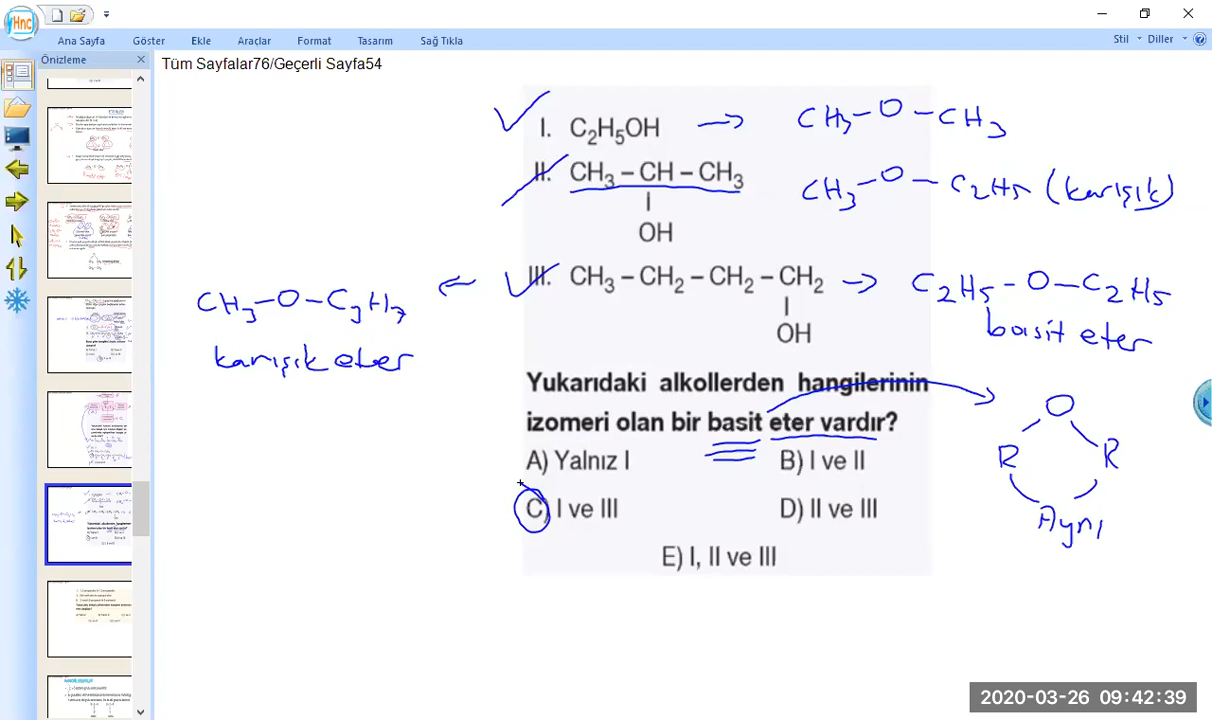 Hnc
Ana Sayfa Göster Ekle Araçlar Format Tasarım Sağ Tıkla Stil Diller
Önizleme
Tüm Sayfalar76/Geçerli Sayfa54
I. C₂H₅OH → CH₃–O–CH₃
II. CH₃ – CH – CH₃
OH
CH₃–O–C₂H₅ (karışık)
III. CH₃ – CH₂ – CH₂ – CH₂
OH
→ C₂H₅–O–C₂H₅
basit eter
← CH₃–O–C₃H₇
karışık eter
Yukarıdaki alkollerden hangilerinin
izomeri olan bir basit eter vardır?
A) Yalnız I B) I ve II
C) I ve III D) II ve III
E) I, II ve III
O
R R
Aynı
2020-03-26 09:42:39